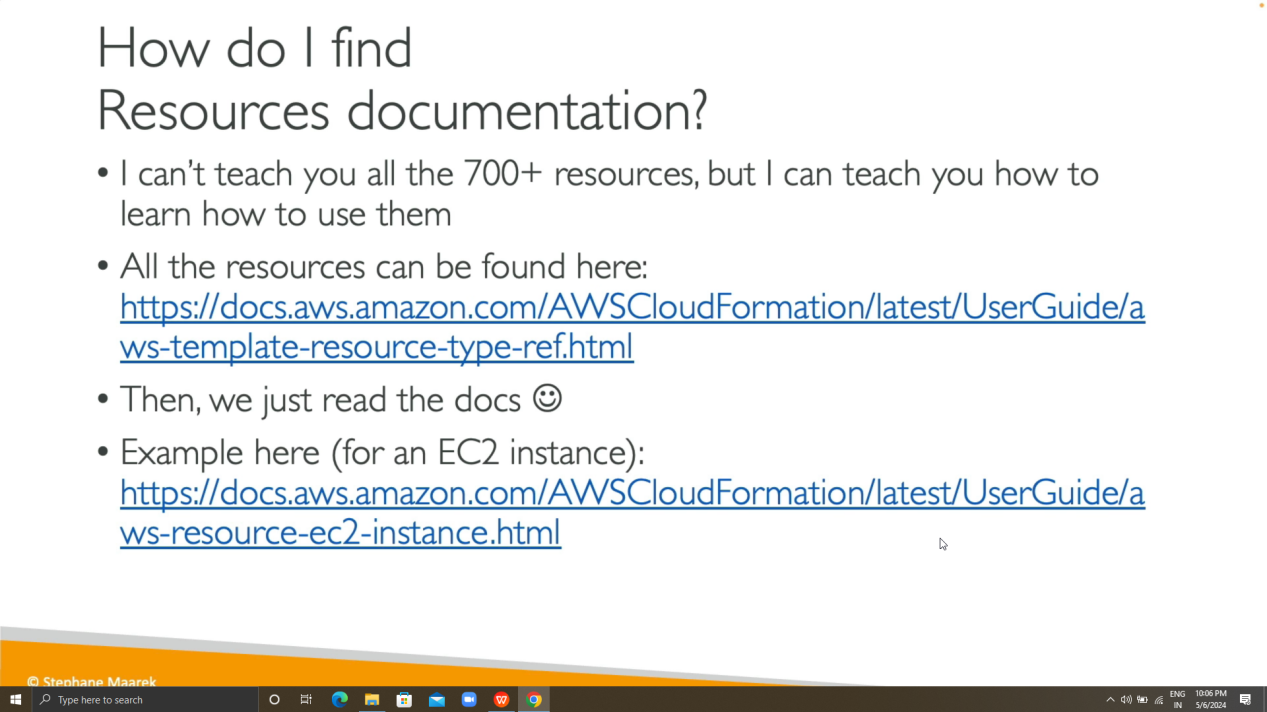 How do I find
Resources documentation?
• I can't teach you all the 700+ resources, but I can teach you how to
learn how to use them
• All the resources can be found here:
https://docs.aws.amazon.com/AWSCloudFormation/latest/UserGuide/a
ws-template-resource-type-ref.html
• Then, we just read the docs ☺
• Example here (for an EC2 instance):
https://docs.aws.amazon.com/AWSCloudFormation/latest/UserGuide/a
ws-resource-ec2-instance.html
© Stephane Maarek
Type here to search
ENG
IN
10:06 PM
5/6/2024